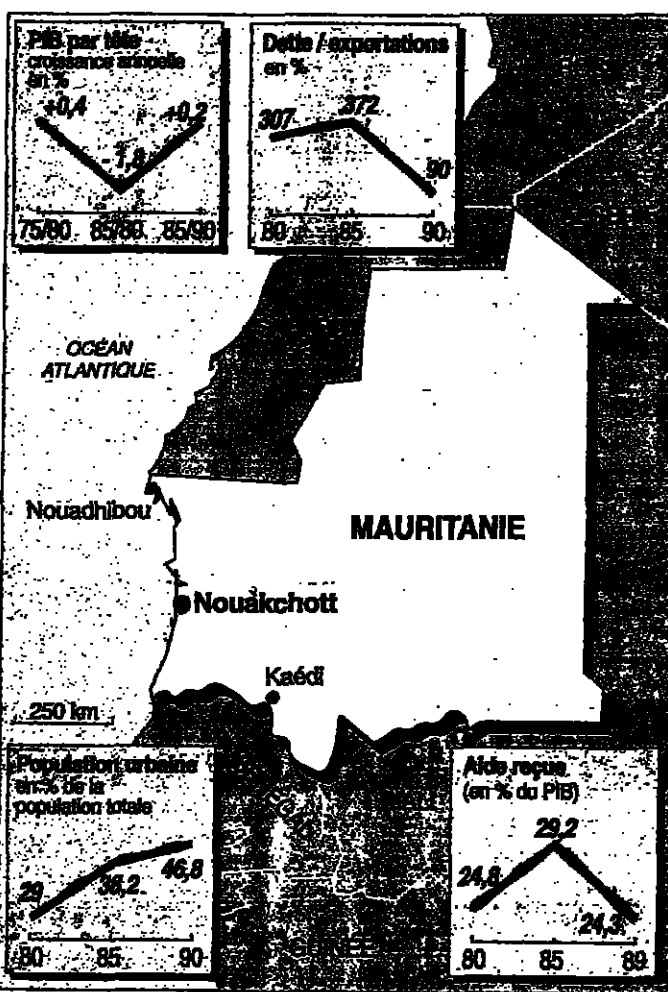 PIB par tête
croissance annuelle
en %
+0,4
-1,8
+0,2
75/80 85/80 85/90
Dette / exportations
en %
307
372
90
80 85 90
OCÉAN
ATLANTIQUE
Nouadhibou
MAURITANIE
Nouakchott
Kaédi
250 km
Population urbaine
en % de la
population totale
29
46,8
80 85 90
Aide reçue
(en % du PIB)
24,8
29,2
24,3
80 85 89